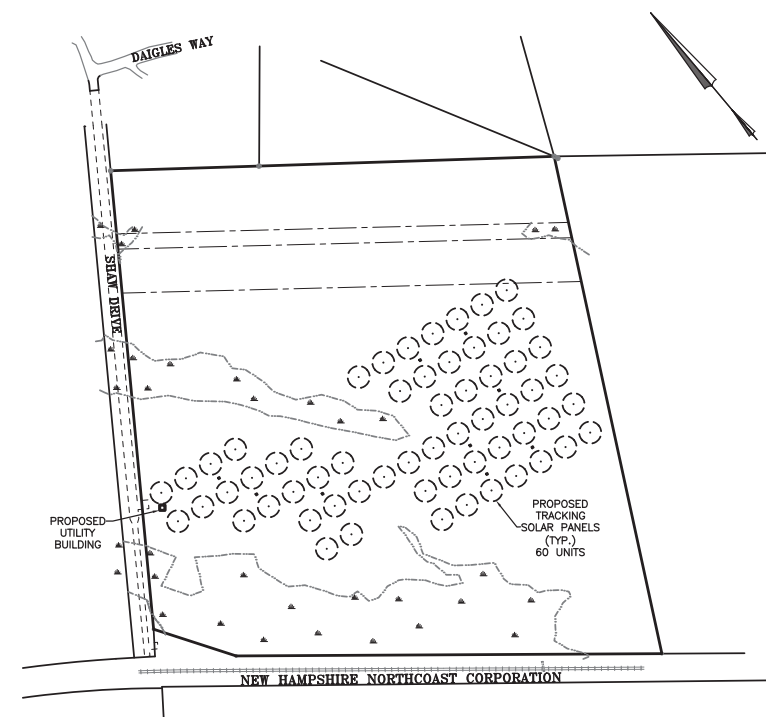 DAIGLES WAY
SHAW DRIVE
PROPOSED
UTILITY
BUILDING
PROPOSED
TRACKING
SOLAR PANELS
(TYP.)
60 UNITS
NEW HAMPSHIRE NORTHCOAST CORPORATION